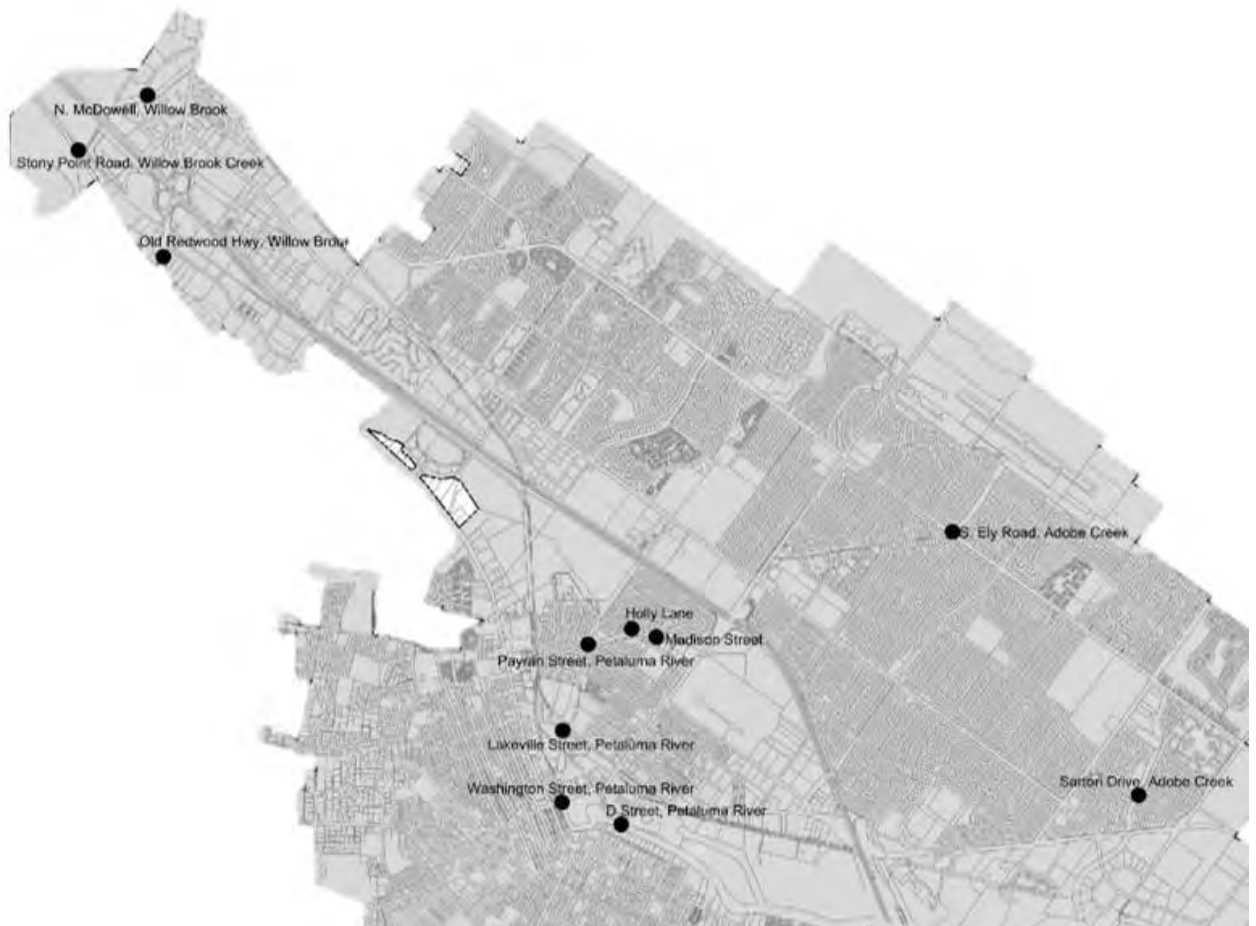 N. McDowell, Willow Brook
Stony Point Road, Willow Brook Creek
Old Redwood Hwy, Willow Brook
S. Ely Road, Adobe Creek
Holly Lane
Madison Street
Payran Street, Petaluma River
Lakeville Street, Petaluma River
Sartori Drive, Adobe Creek
Washington Street, Petaluma River
D Street, Petaluma River